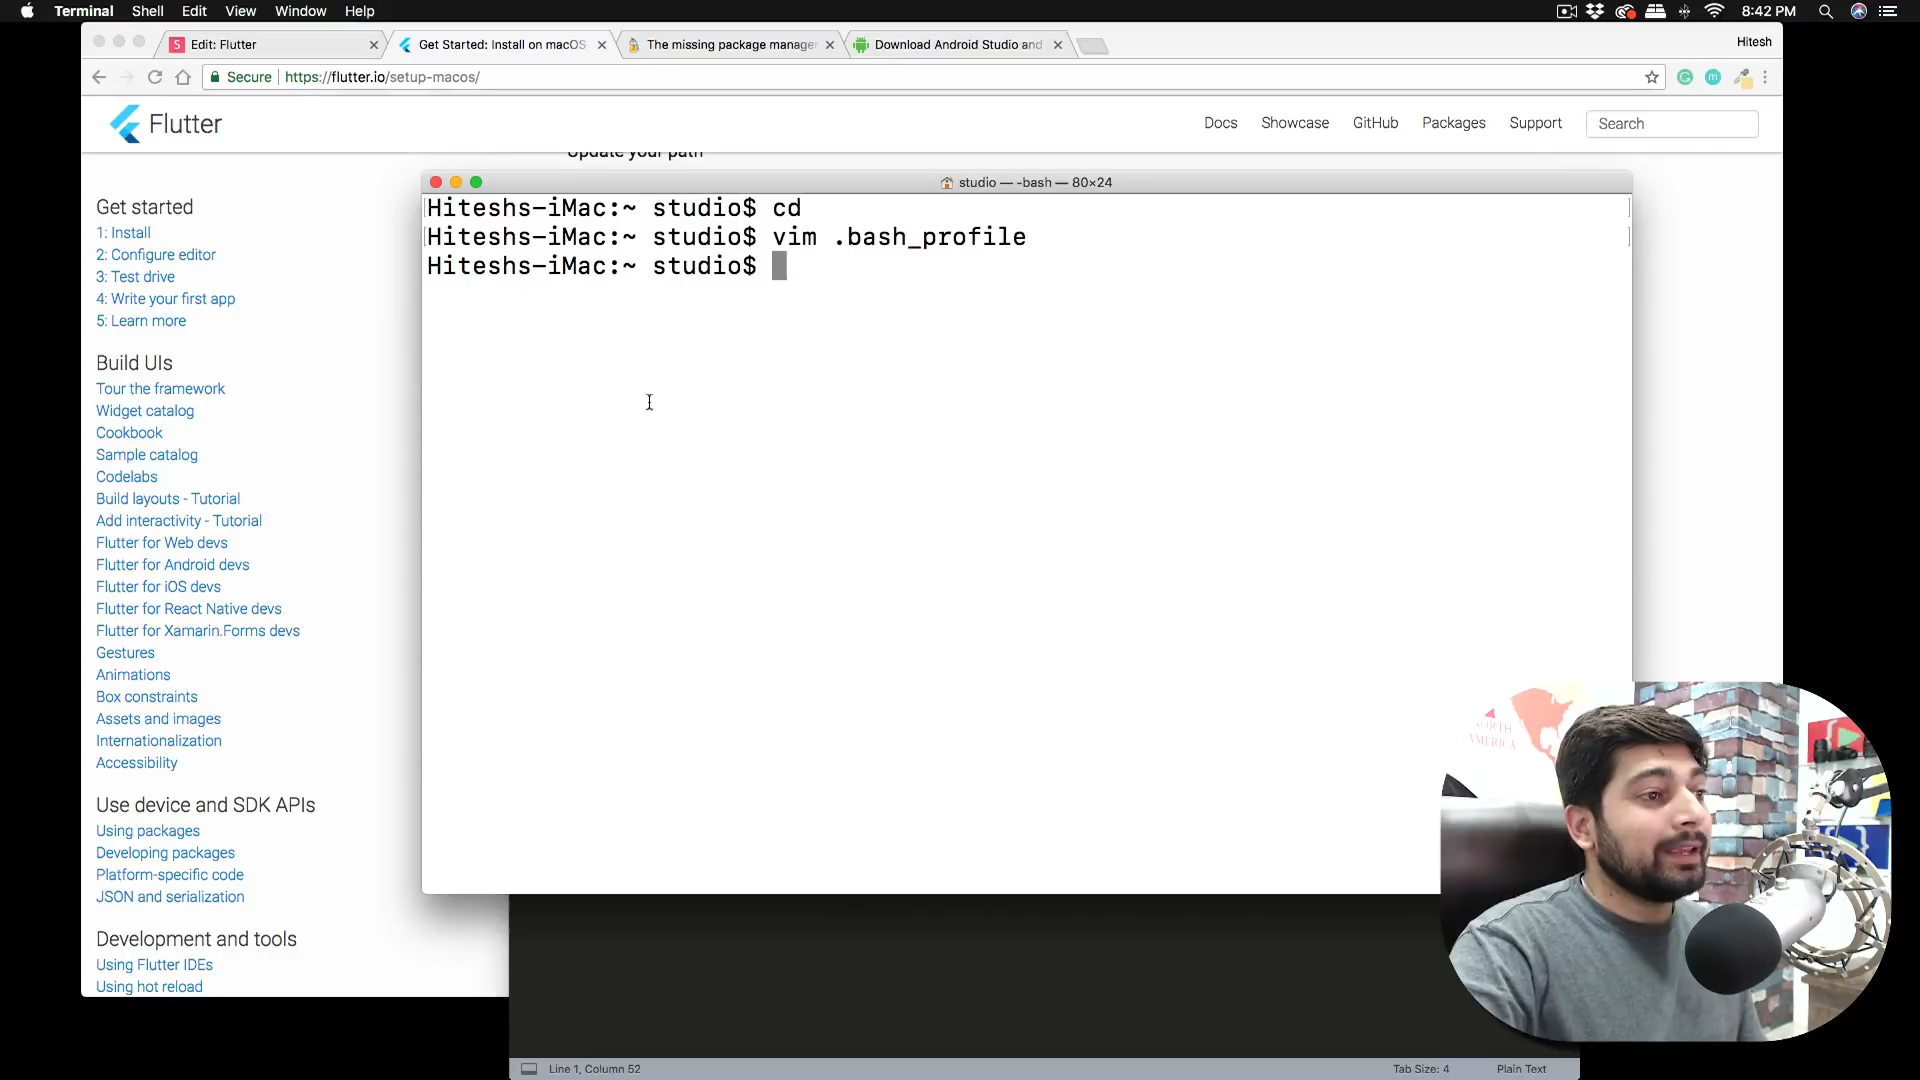 Terminal Shell Edit View Window Help 8:42 PM
Edit: Flutter Get Started: Install on macOS The missing package manager Download Android Studio and Hitesh
Secure https://flutter.io/setup-macos/
Flutter Docs Showcase GitHub Packages Support Search
Update your path
studio — -bash — 80×24
Hiteshs-iMac:~ studio$ cd
Hiteshs-iMac:~ studio$ vim .bash_profile
Hiteshs-iMac:~ studio$
Get started
1: Install
2: Configure editor
3: Test drive
4: Write your first app
5: Learn more
Build UIs
Tour the framework
Widget catalog
Cookbook
Sample catalog
Codelabs
Build layouts - Tutorial
Add interactivity - Tutorial
Flutter for Web devs
Flutter for Android devs
Flutter for iOS devs
Flutter for React Native devs
Flutter for Xamarin.Forms devs
Gestures
Animations
Box constraints
Assets and images
Internationalization
Accessibility
Use device and SDK APIs
Using packages
Developing packages
Platform-specific code
JSON and serialization
Development and tools
Using Flutter IDEs
Using hot reload
NORTH
AMERICA
Line 1, Column 52 Tab Size: 4 Plain Text